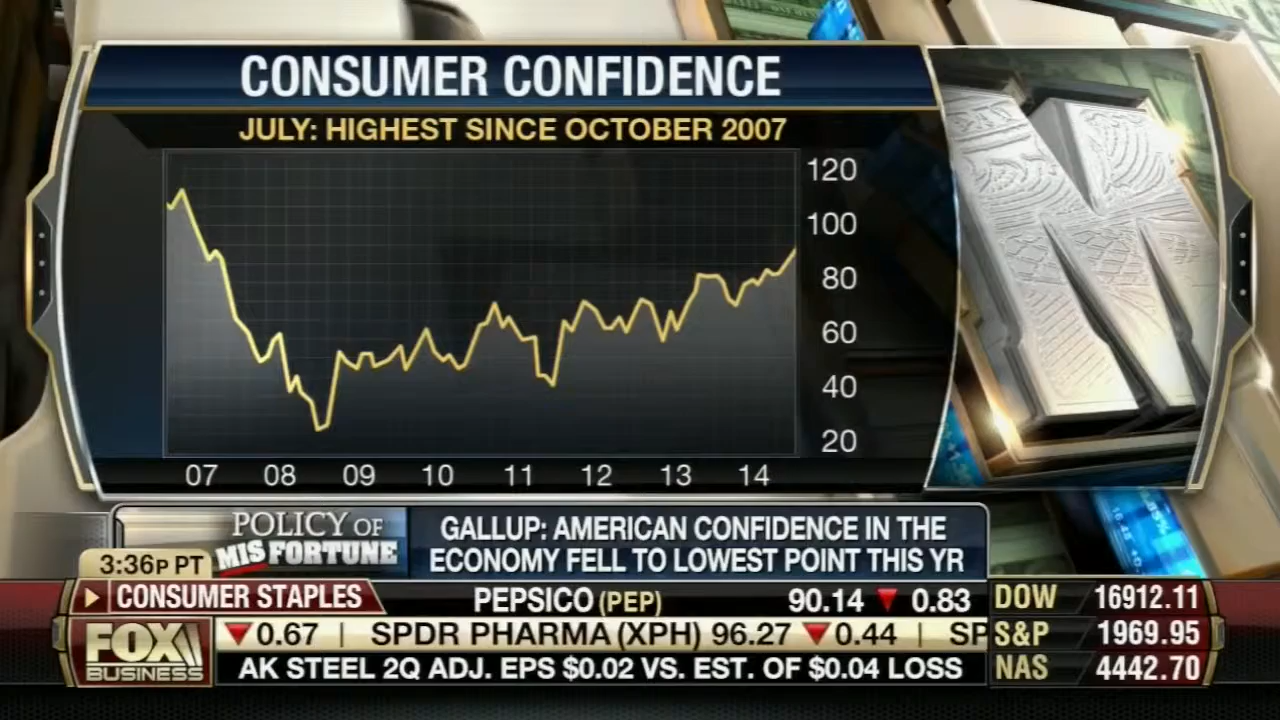 CONSUMER CONFIDENCE
JULY: HIGHEST SINCE OCTOBER 2007
120
100
80
60
40
20
07 08 09 10 11 12 13 14
POLICY OF
MISFORTUNE
GALLUP: AMERICAN CONFIDENCE IN THE
ECONOMY FELL TO LOWEST POINT THIS YR
3:36P PT
CONSUMER STAPLES
PEPSICO (PEP) 90.14 ▼ 0.83
▼0.67 | SPDR PHARMA (XPH) 96.27 ▼0.44 | SP
AK STEEL 2Q ADJ. EPS $0.02 VS. EST. OF $0.04 LOSS
FOX
BUSINESS
DOW 16912.11
S&P 1969.95
NAS 4442.70